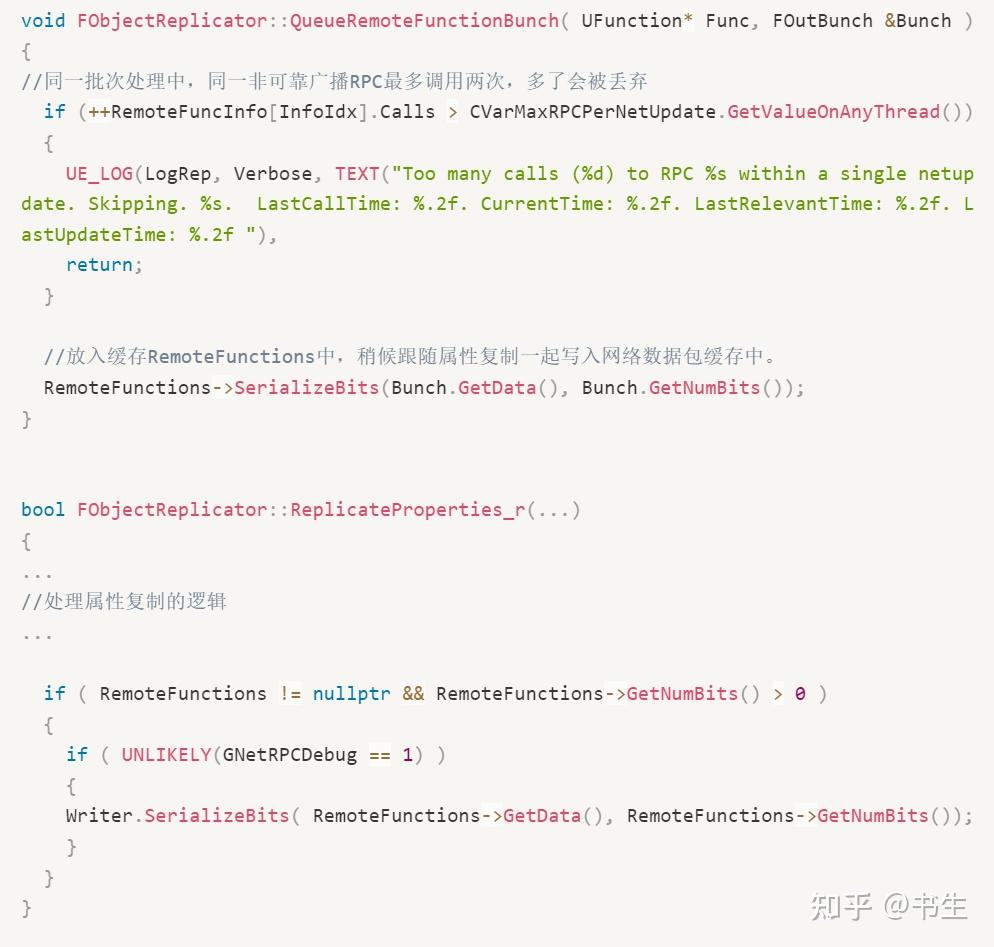 void FObjectReplicator::QueueRemoteFunctionBunch( UFunction* Func, FOutBunch &Bunch )
{
//同一批次处理中，同一非可靠广播RPC最多调用两次，多了会被丢弃
  if (++RemoteFuncInfo[InfoIdx].Calls > CVarMaxRPCPerNetUpdate.GetValueOnAnyThread())
  {
    UE_LOG(LogRep, Verbose, TEXT("Too many calls (%d) to RPC %s within a single netup
date. Skipping. %s.  LastCallTime: %.2f. CurrentTime: %.2f. LastRelevantTime: %.2f. L
astUpdateTime: %.2f "),
    return;
  }
  //放入缓存RemoteFunctions中，稍候跟随属性复制一起写入网络数据包缓存中。
  RemoteFunctions->SerializeBits(Bunch.GetData(), Bunch.GetNumBits());
}
bool FObjectReplicator::ReplicateProperties_r(...)
{
...
//处理属性复制的逻辑
...
  if ( RemoteFunctions != nullptr && RemoteFunctions->GetNumBits() > 0 )
  {
    if ( UNLIKELY(GNetRPCDebug == 1) )
    {
    Writer.SerializeBits( RemoteFunctions->GetData(), RemoteFunctions->GetNumBits());
    }
  }
}
知乎 @书生